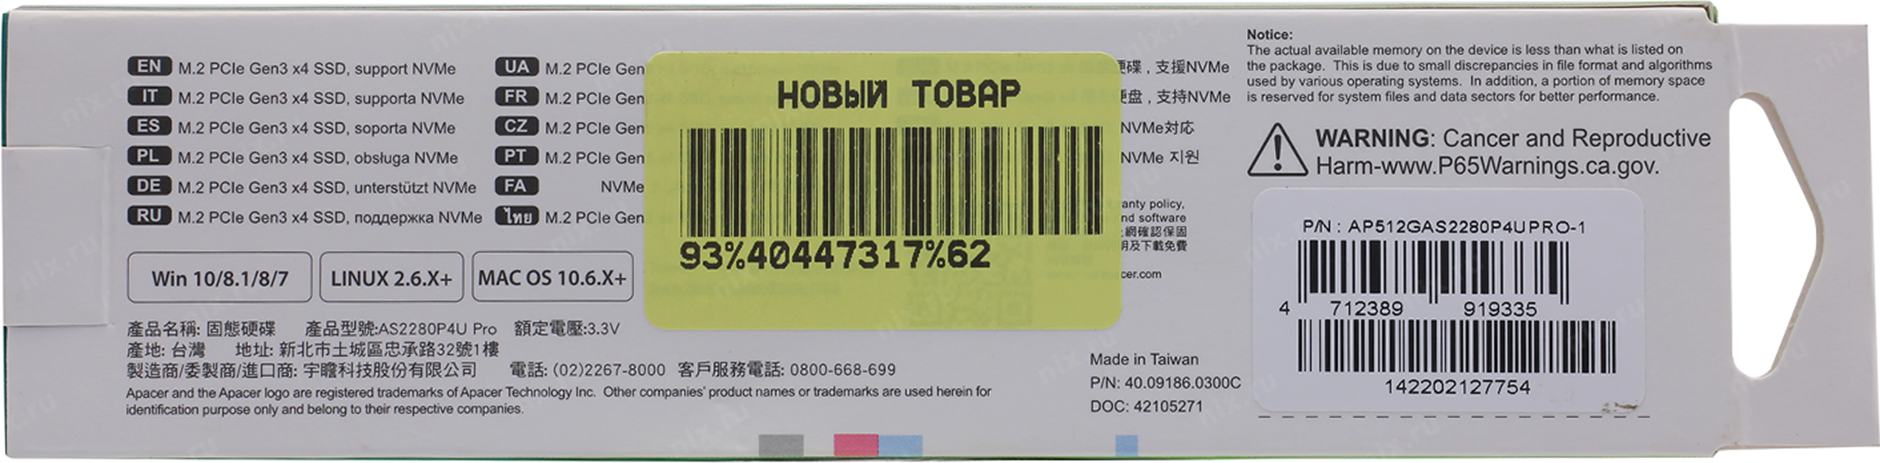 EN M.2 PCIe Gen3 x4 SSD, support NVMe
IT M.2 PCIe Gen3 x4 SSD, supporta NVMe
ES M.2 PCIe Gen3 x4 SSD, soporta NVMe
PL M.2 PCIe Gen3 x4 SSD, obsługa NVMe
DE M.2 PCIe Gen3 x4 SSD, unterstützt NVMe
RU M.2 PCIe Gen3 x4 SSD, поддержка NVMe
UA M.2 PCIe Gen
FR M.2 PCIe Gen
CZ M.2 PCIe Gen
PT M.2 PCIe Gen
FA NVMe
ไทย M.2 PCIe Gen
硬碟 , 支援NVMe
硬盘 , 支持NVMe
NVMe対応
NVMe 지원
anty policy,
nd software
上網確認保固
明及下載免費
cer.com
Win 10/8.1/8/7
LINUX 2.6.X+
MAC OS 10.6.X+
НОВЫЙ ТОВАР
93%40447317%62
產品名稱: 固態硬碟 產品型號:AS2280P4U Pro 額定電壓:3.3V
產地: 台灣 地址: 新北市土城區忠承路32號1樓
製造商/委製商/進口商: 宇瞻科技股份有限公司 電話: (02)2267-8000 客戶服務電話: 0800-668-699
Apacer and the Apacer logo are registered trademarks of Apacer Technology Inc. Other companies' product names or trademarks are used herein for
identification purpose only and belong to their respective companies.
Made in Taiwan
P/N: 40.09186.0300C
DOC: 42105271
Notice:
The actual available memory on the device is less than what is listed on
the package. This is due to small discrepancies in file format and algorithms
used by various operating systems. In addition, a portion of memory space
is reserved for system files and data sectors for better performance.
WARNING: Cancer and Reproductive
Harm-www.P65Warnings.ca.gov.
P/N : AP512GAS2280P4UPRO-1
4 712389 919335
142202127754